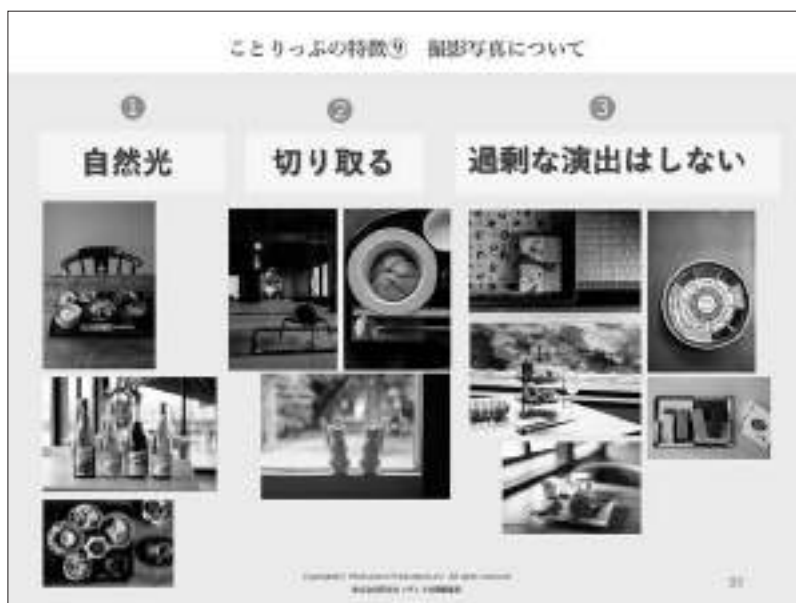 ことりっぷの特徴⑨ 撮影写真について
❶
自然光
❷
切り取る
❸
過剰な演出はしない